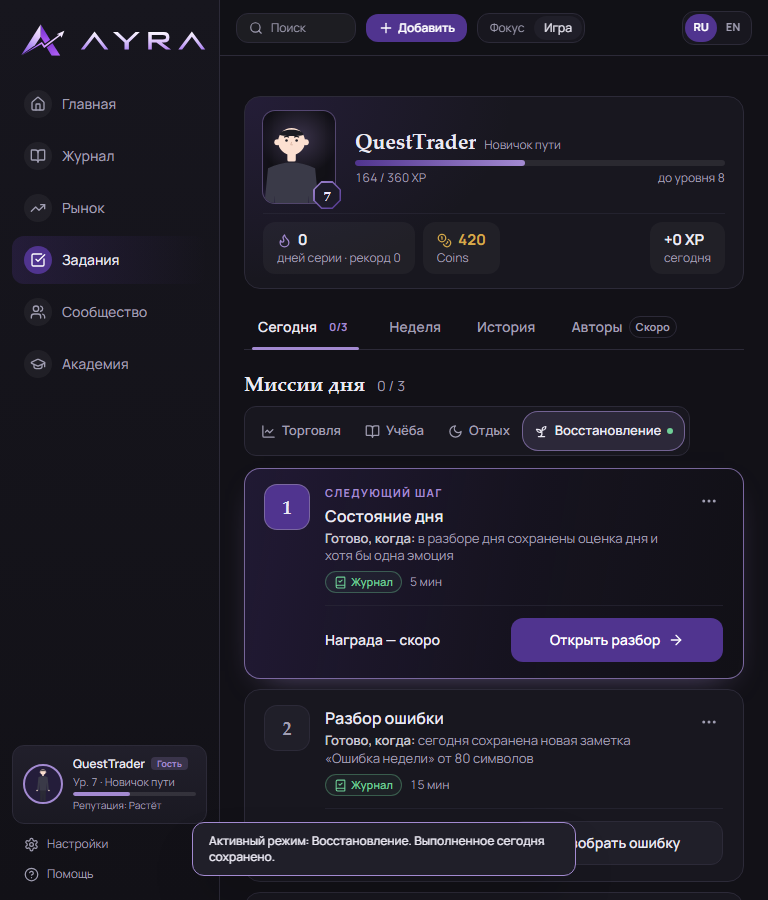 AYRA
Поиск
Добавить
Фокус
Игра
RU
EN
Главная
Журнал
Рынок
Задания
Сообщество
Академия
QuestTrader Новичок пути
164 / 360 XP
до уровня 8
7
0
дней серии · рекорд 0
420
Coins
+0 XP
сегодня
Сегодня 0/3
Неделя
История
Авторы Скоро
Миссии дня 0 / 3
Торговля
Учёба
Отдых
Восстановление
1
СЛЕДУЮЩИЙ ШАГ
Состояние дня
Готово, когда: в разборе дня сохранены оценка дня и
хотя бы одна эмоция
Журнал 5 мин
Награда — скоро
Открыть разбор
2
Разбор ошибки
Готово, когда: сегодня сохранена новая заметка
«Ошибка недели» от 80 символов
Журнал 15 мин
ошибку
QuestTrader Гость
Ур. 7 · Новичок пути
Репутация: Растёт
Настройки
Помощь
Активный режим: Восстановление. Выполненное сегодня
сохранено.